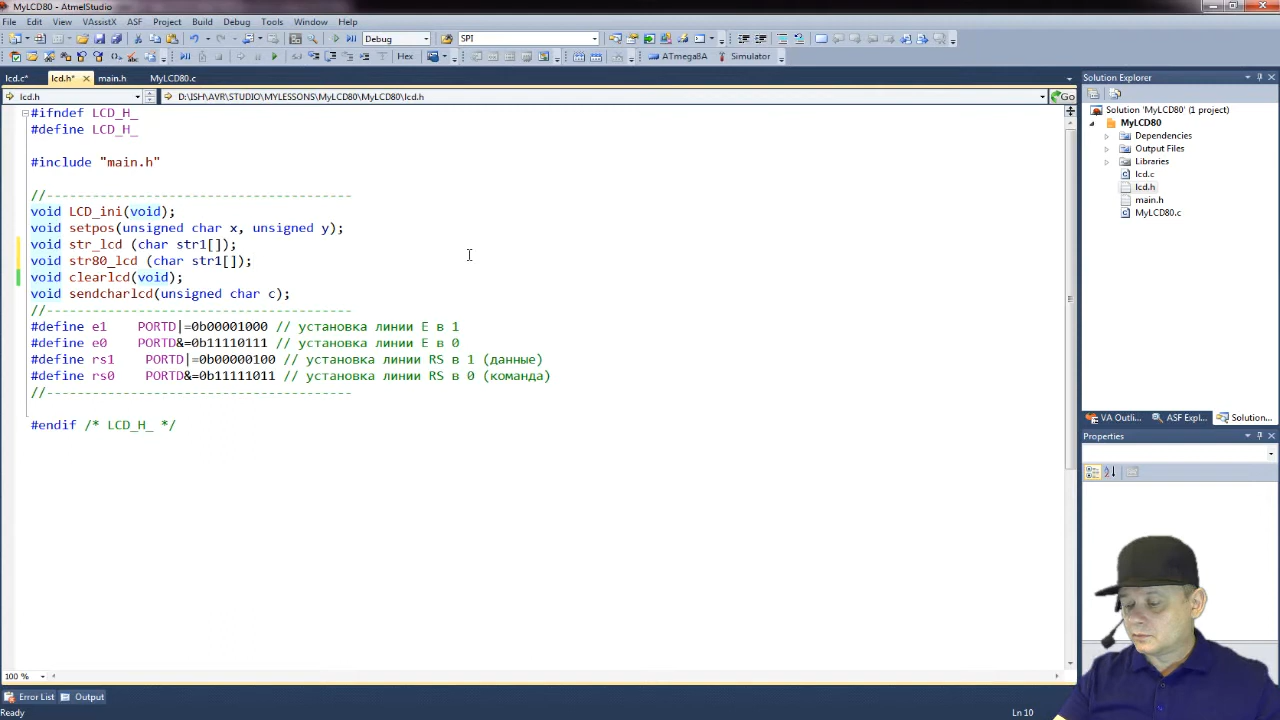 MyLCD80 - AtmelStudio
File Edit View VAssistX ASF Project Build Debug Tools Window Help
Debug SPI
Hex ATmega8A Simulator
lcd.c* lcd.h* main.h MyLCD80.c
lcd.h D:\ISH\AVR\STUDIO\MYLESSONS\MyLCD80\MyLCD80\lcd.h Go
#ifndef LCD_H_
#define LCD_H_
#include "main.h"
//----------------------------------------
void LCD_ini(void);
void setpos(unsigned char x, unsigned y);
void str_lcd (char str1[]);
void str80_lcd (char str1[]);
void clearlcd(void);
void sendcharlcd(unsigned char c);
//----------------------------------------
#define e1    PORTD|=0b00001000 // установка линии E в 1
#define e0    PORTD&=0b11110111 // установка линии E в 0
#define rs1    PORTD|=0b00000100 // установка линии RS в 1 (данные)
#define rs0    PORTD&=0b11111011 // установка линии RS в 0 (команда)
//----------------------------------------
#endif /* LCD_H_ */
100 %
Error List Output
Ready
Ln 10
Solution Explorer
Solution 'MyLCD80' (1 project)
MyLCD80
Dependencies
Output Files
Libraries
lcd.c
lcd.h
main.h
MyLCD80.c
VA Outli... ASF Expl... Solution...
Properties